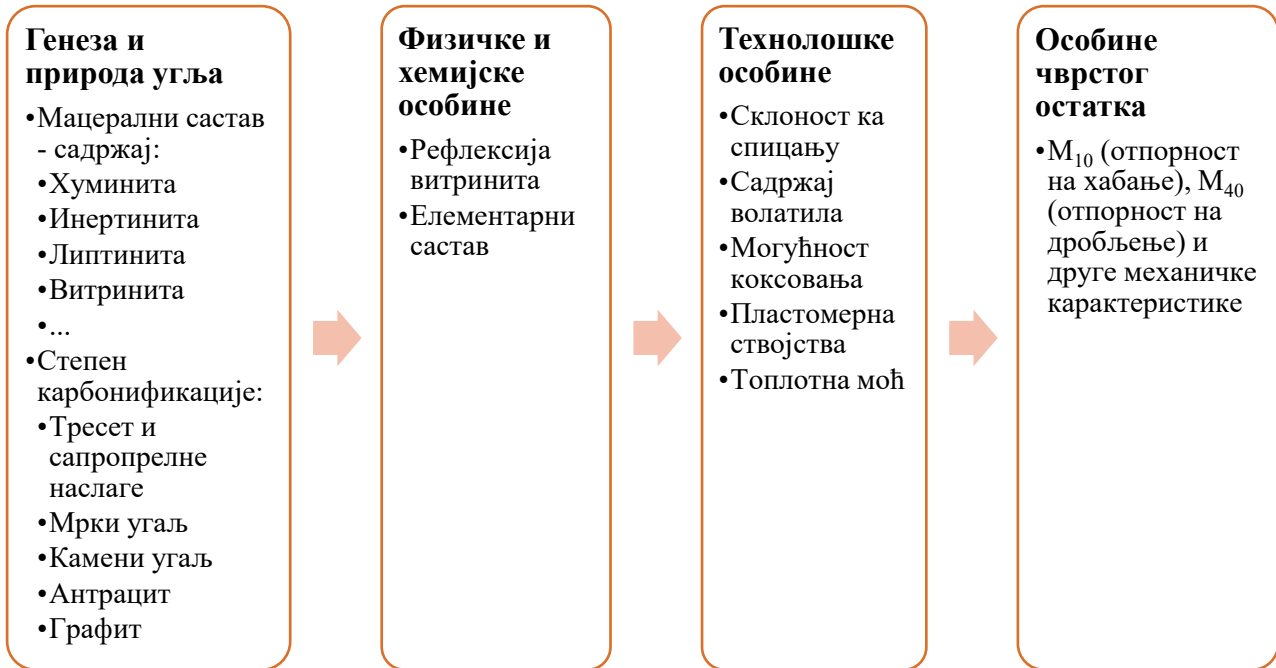 Генеза и
природа угља
•Мацерални састав
- садржај:
•Хуминита
•Инертинита
•Липтинита
•Витринита
•...
•Степен
карбонификације:
•Тресет и
сапропрелне
наслаге
•Мрки угаљ
•Камени угаљ
•Антрацит
•Графит
Физичке и
хемијске
особине
•Рефлексија
витринита
•Елементарни
састав
Технолошке
особине
•Склоност ка
спицању
•Садржај
волатила
•Могућност
коксовања
•Пластомерна
ствојства
•Топлотна моћ
Особине
чврстог
остатка
•M₁₀ (отпорност
на хабање), M₄₀
(отпорност на
дробљење) и
друге механичке
карактеристике